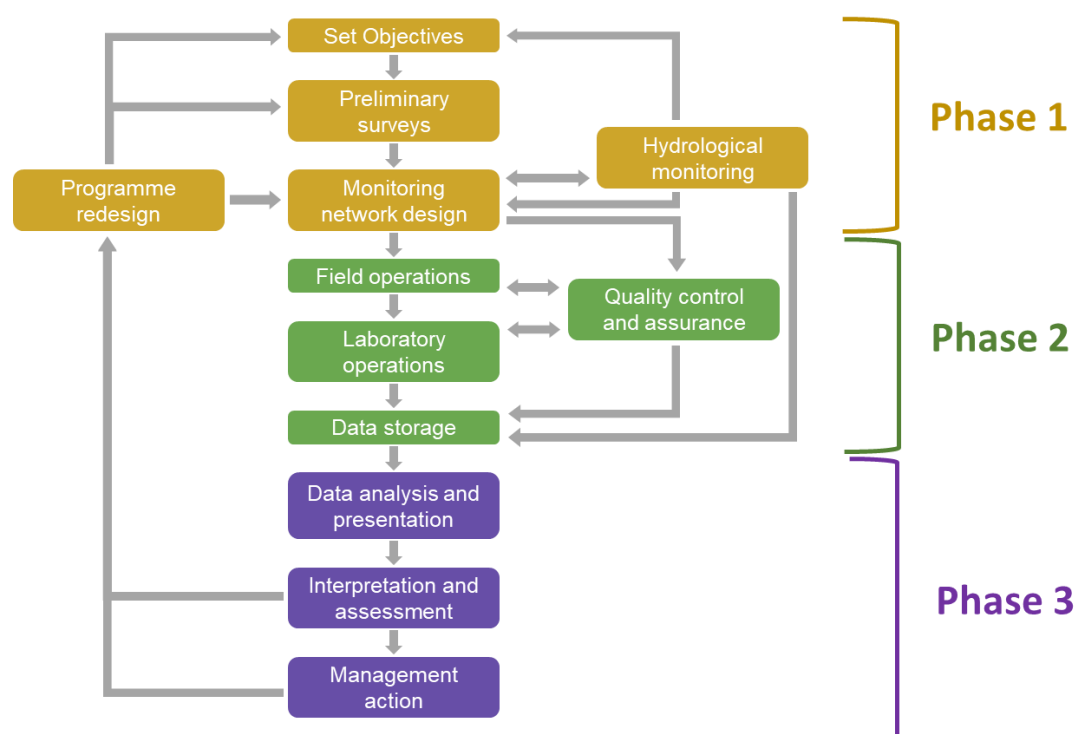 Set Objectives
Preliminary
surveys
Phase 1
Hydrological
monitoring
Programme
redesign
Monitoring
network design
Field operations
Quality control
and assurance
Phase 2
Laboratory
operations
Data storage
Data analysis and
presentation
Interpretation and
assessment
Phase 3
Management
action